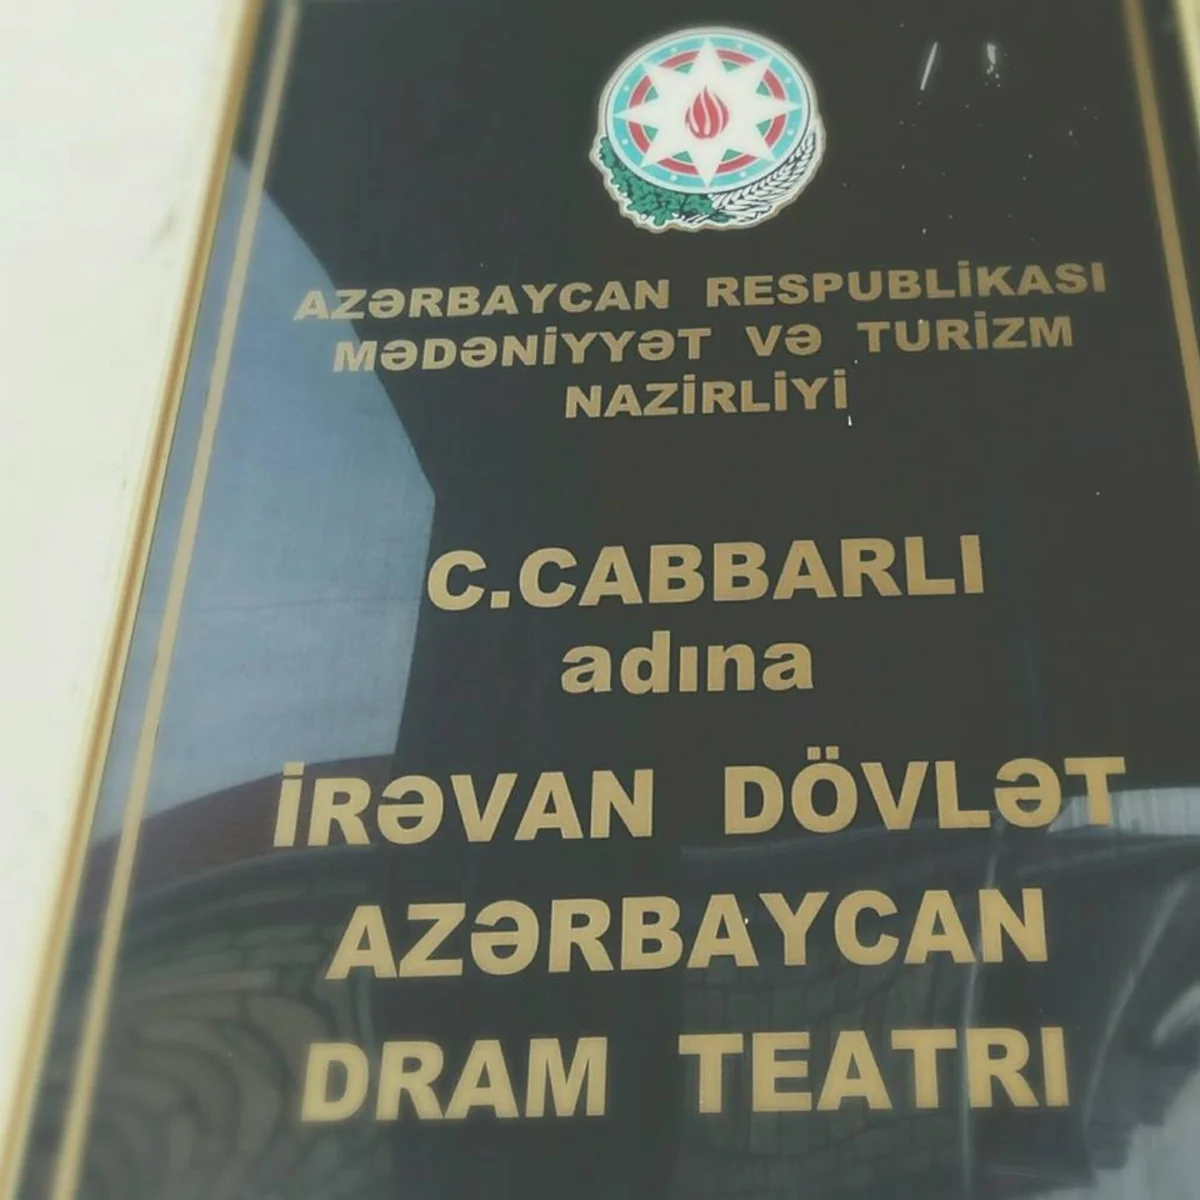 AZƏRBAYCAN RESPUBLİKASI
MƏDƏNİYYƏT VƏ TURİZM
NAZİRLİYİ
C.CABBARLI
adına
İRƏVAN DÖVLƏT
AZƏRBAYCAN
DRAM TEATRI